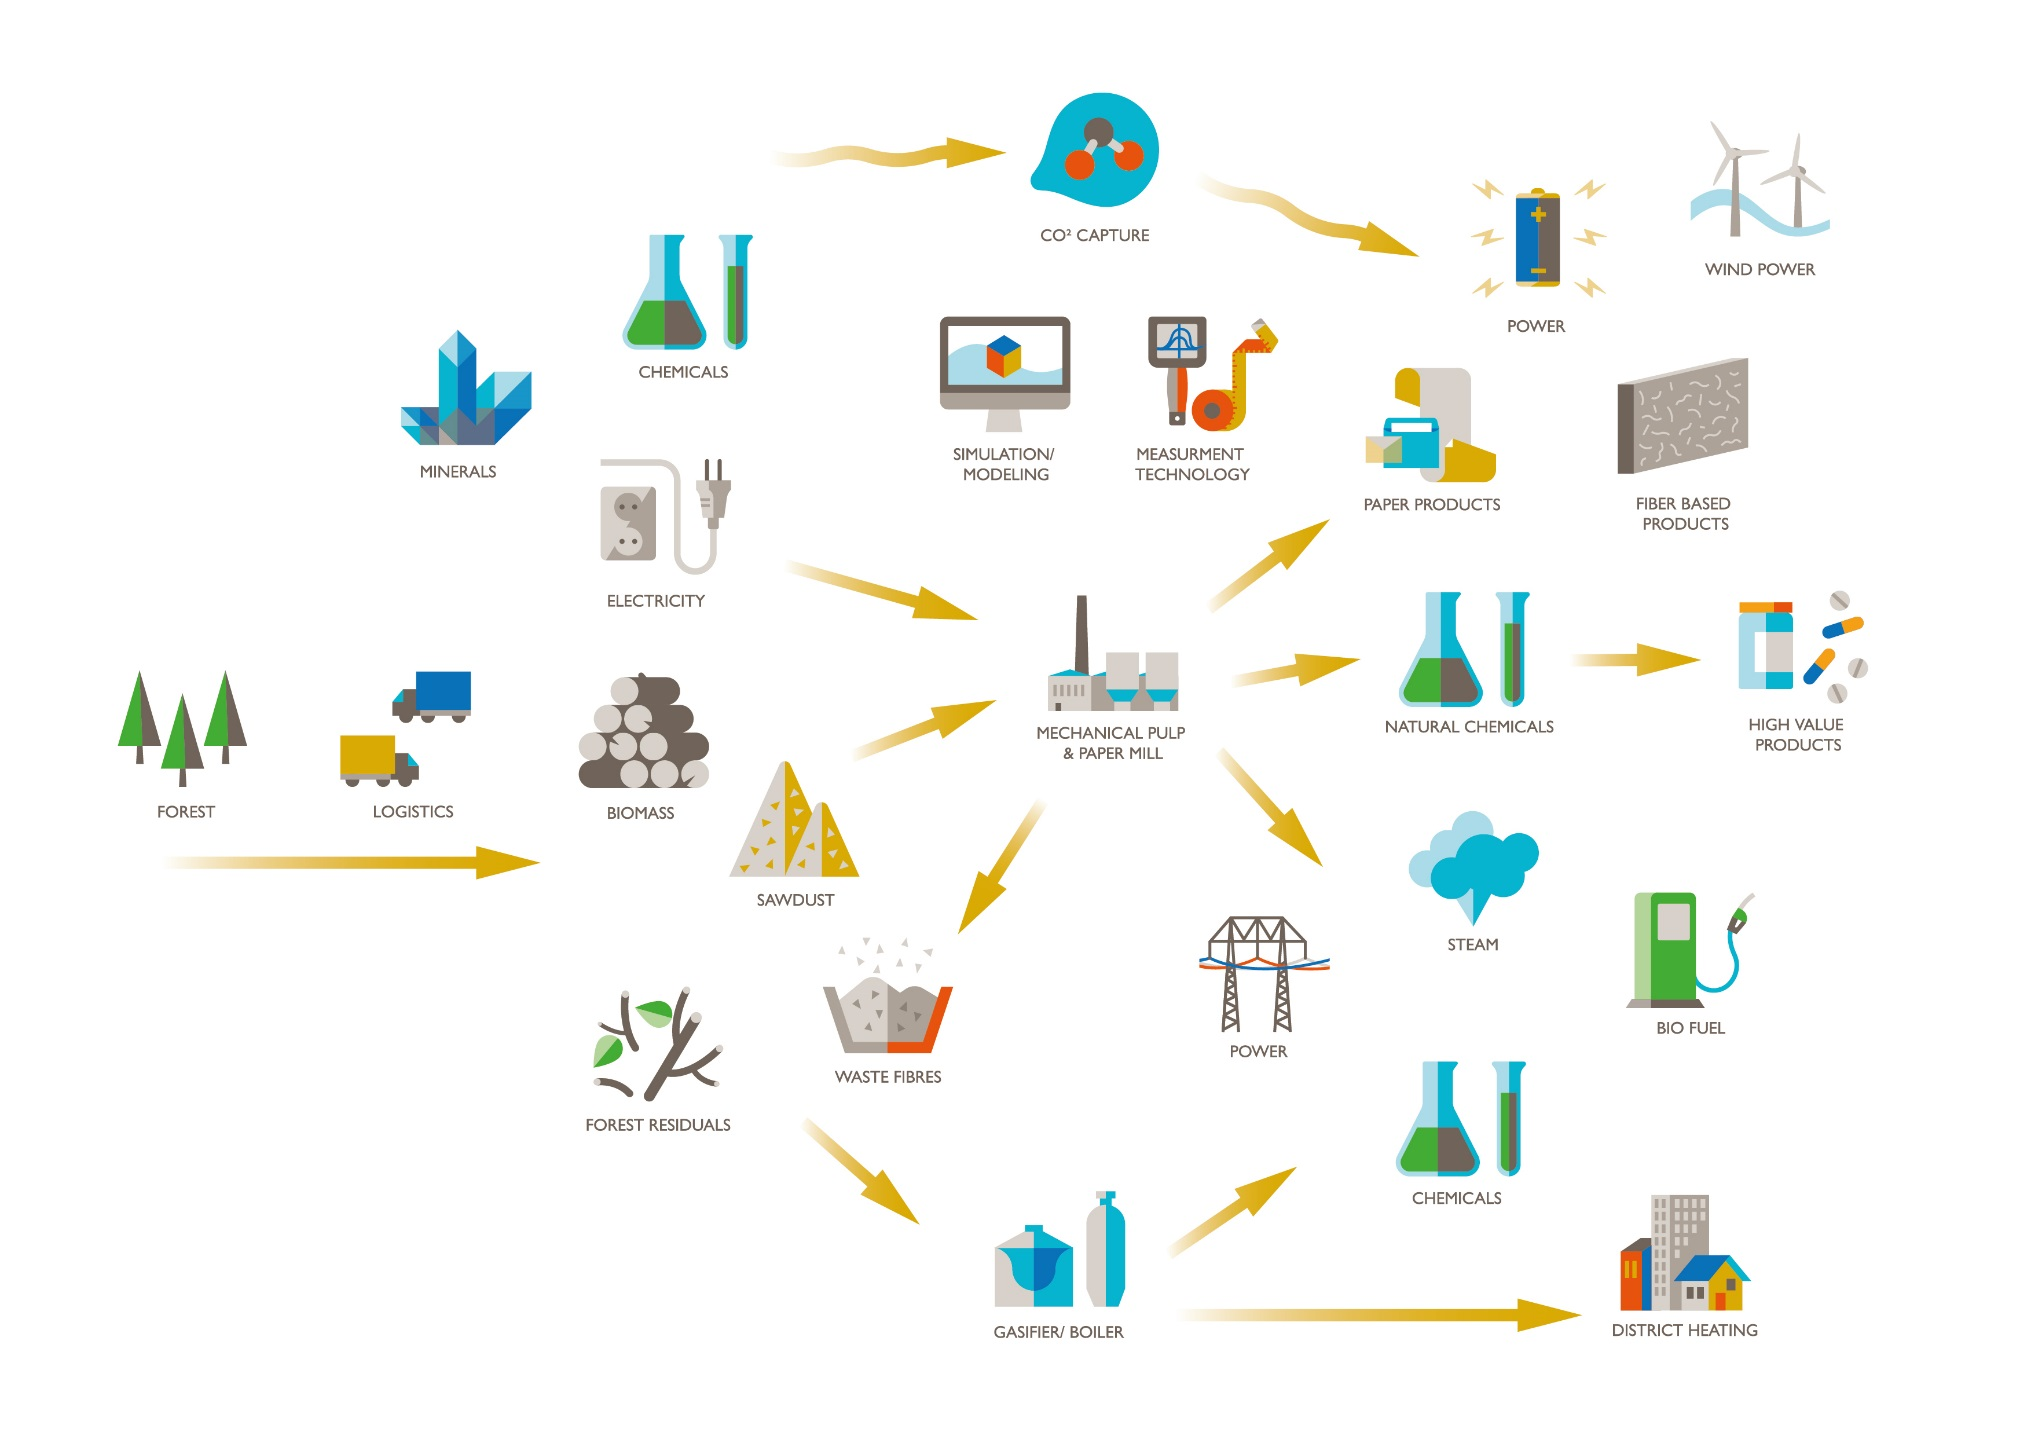 CO² CAPTURE
WIND POWER
POWER
CHEMICALS
MINERALS
SIMULATION/
MODELING
MEASURMENT
TECHNOLOGY
PAPER PRODUCTS
FIBER BASED
PRODUCTS
ELECTRICITY
MECHANICAL PULP
& PAPER MILL
NATURAL CHEMICALS
HIGH VALUE
PRODUCTS
FOREST
LOGISTICS
BIOMASS
SAWDUST
STEAM
BIO FUEL
POWER
WASTE FIBRES
FOREST RESIDUALS
CHEMICALS
GASIFIER/ BOILER
DISTRICT HEATING